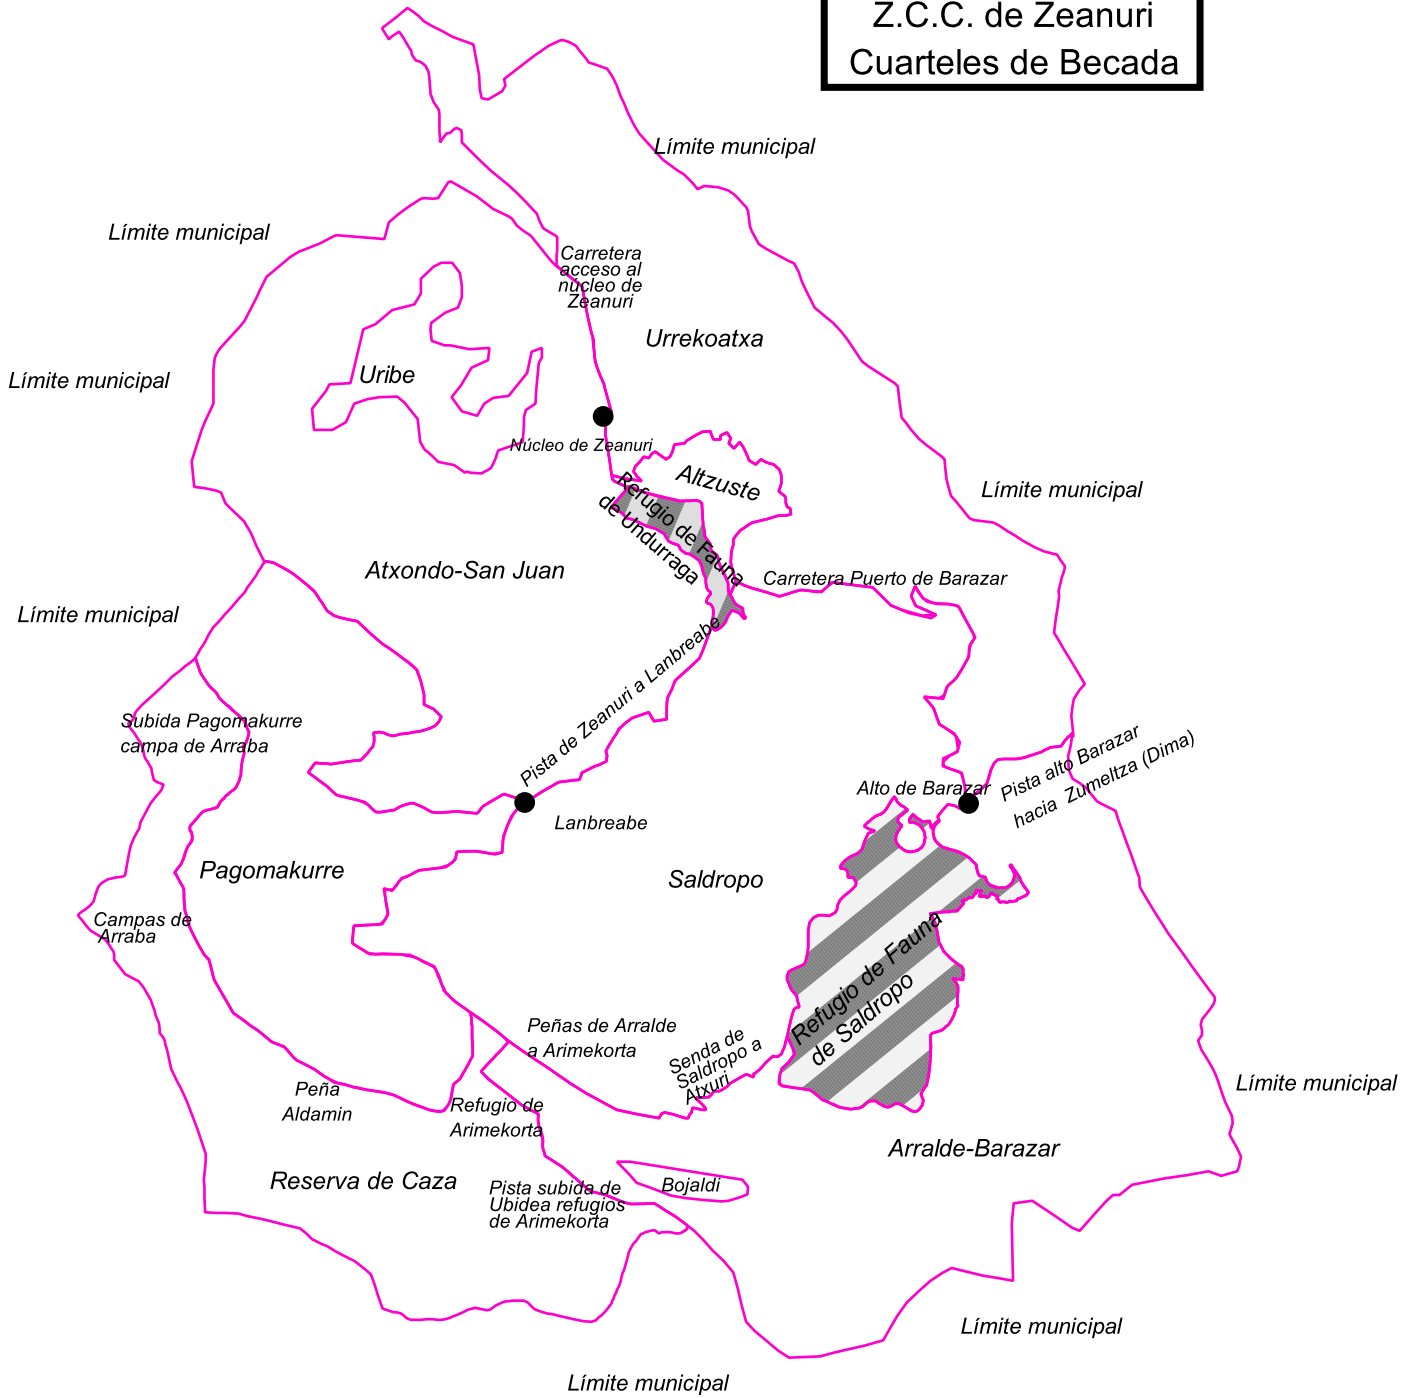 Z.C.C. de Zeanuri
Cuarteles de Becada
Límite municipal
Límite municipal
Carretera
acceso al
núcleo de
Zeanuri
Urrekoatxa
Límite municipal
Uribe
Núcleo de Zeanuri
Altzuste
Límite municipal
Refugio de Fauna
de Undurraga
Atxondo-San Juan
Carretera Puerto de Barazar
Límite municipal
Pista de Zeanuri a Lanbreabe
Subida Pagomakurre
campa de Arraba
Pista alto Barazar
hacia Zumeltza (Dima)
Alto de Barazar
Lanbreabe
Pagomakurre
Saldropo
Campas de
Arraba
Refugio de Fauna
de Saldropo
Peñas de Arralde
a Arimekorta
Senda de
Saldropo a
Atxuri
Límite municipal
Peña
Aldamin
Refugio de
Arimekorta
Arralde-Barazar
Reserva de Caza
Pista subida de
Ubidea refugios
de Arimekorta
Bojaldi
Límite municipal
Límite municipal